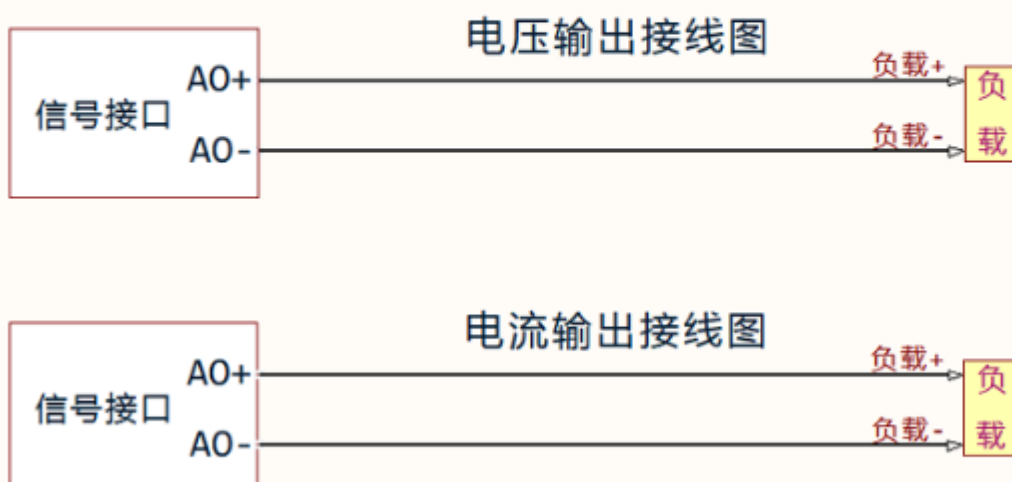 电压输出接线图
信号接口
AO+
AO-
负载+
负载-
负载
电流输出接线图
信号接口
AO+
AO-
负载+
负载-
负载